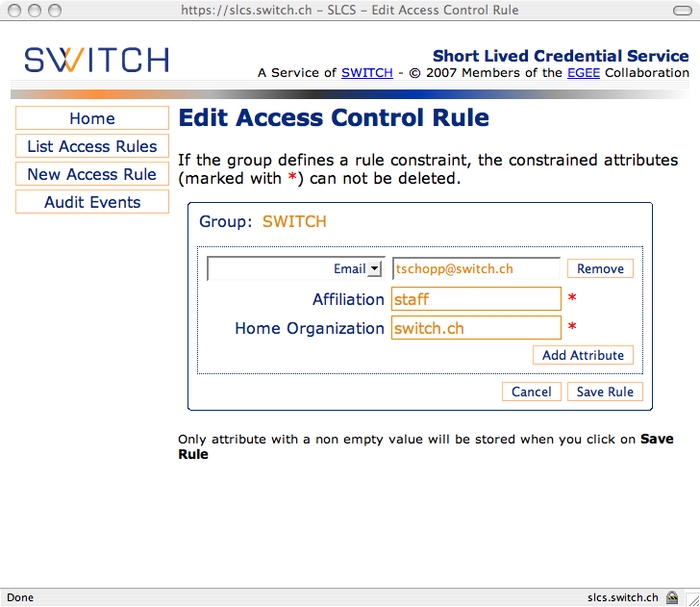 https://slcs.switch.ch – SLCS – Edit Access Control Rule
SWITCH
Short Lived Credential Service
A Service of SWITCH - © 2007 Members of the EGEE Collaboration
Home
List Access Rules
New Access Rule
Audit Events
Edit Access Control Rule
If the group defines a rule constraint, the constrained attributes
(marked with *) can not be deleted.
Group: SWITCH
Email tschopp@switch.ch Remove
Affiliation staff *
Home Organization switch.ch *
Add Attribute
Cancel Save Rule
Only attribute with a non empty value will be stored when you click on Save
Rule
Done slcs.switch.ch